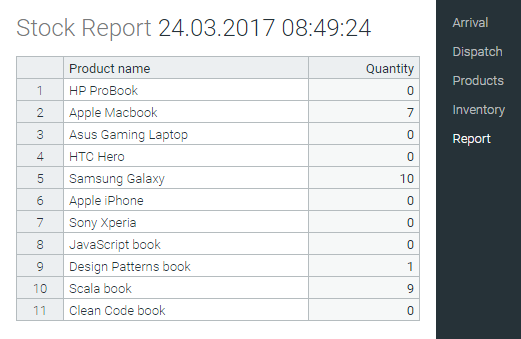 Stock Report 24.03.2017 08:49:24
Product name Quantity
1 HP ProBook 0
2 Apple Macbook 7
3 Asus Gaming Laptop 0
4 HTC Hero 0
5 Samsung Galaxy 10
6 Apple iPhone 0
7 Sony Xperia 0
8 JavaScript book 0
9 Design Patterns book 1
10 Scala book 9
11 Clean Code book 0
Arrival
Dispatch
Products
Inventory
Report